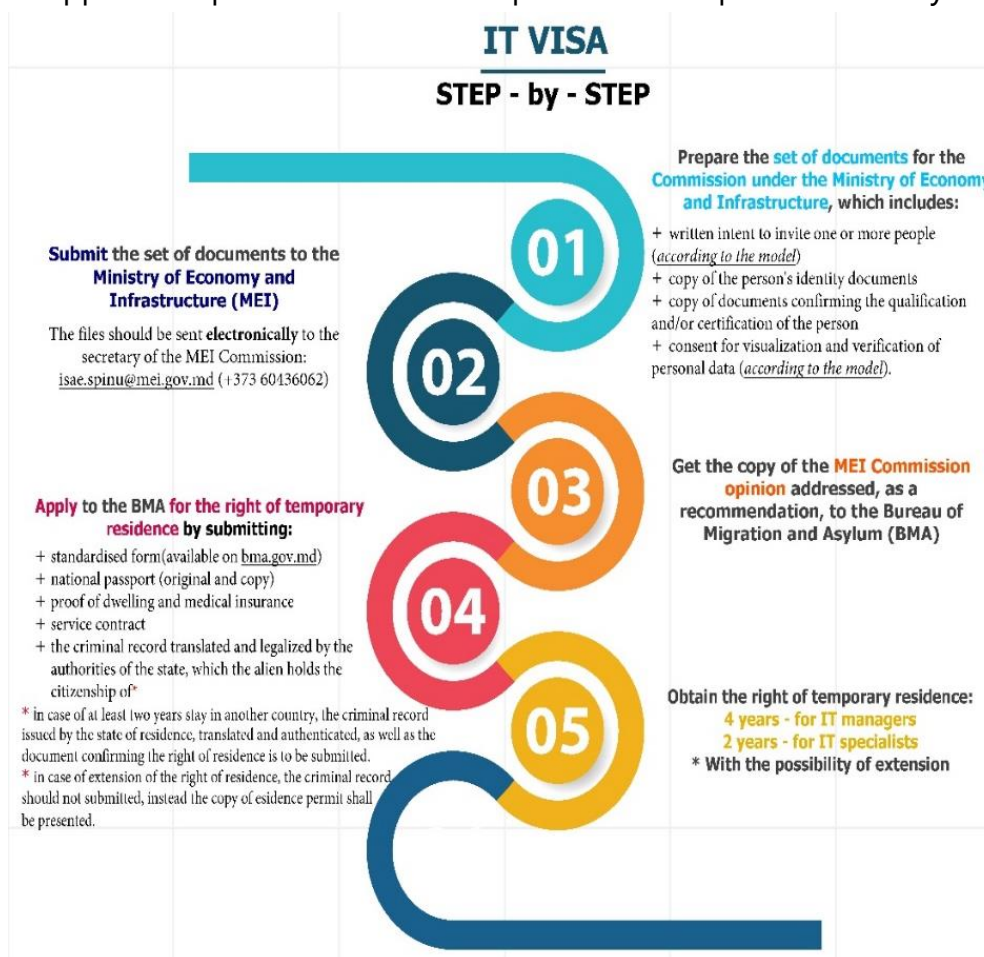 IT VISA
STEP - by - STEP
01
Prepare the set of documents for the
Commission under the Ministry of Economy
and Infrastructure, which includes:
+ written intent to invite one or more people
(according to the model)
+ copy of the person's identity documents
+ copy of documents confirming the qualification
and/or certification of the person
+ consent for visualization and verification of
personal data (according to the model).
02
Submit the set of documents to the
Ministry of Economy and
Infrastructure (MEI)
The files should be sent electronically to the
secretary of the MEI Commission:
isae.spinu@mei.gov.md (+373 60436062)
03
Get the copy of the MEI Commission
opinion addressed, as a
recommendation, to the Bureau of
Migration and Asylum (BMA)
04
Apply to the BMA for the right of temporary
residence by submitting:
+ standardised form(available on bma.gov.md)
+ national passport (original and copy)
+ proof of dwelling and medical insurance
+ service contract
+ the criminal record translated and legalized by the
authorities of the state, which the alien holds the
citizenship of*
* in case of at least two years stay in another country, the criminal record
issued by the state of residence, translated and authenticated, as well as the
document confirming the right of residence is to be submitted.
* in case of extension of the right of residence, the criminal record
should not submitted, instead the copy of esidence permit shall
be presented.
05
Obtain the right of temporary residence:
4 years - for IT managers
2 years - for IT specialists
* With the possibility of extension